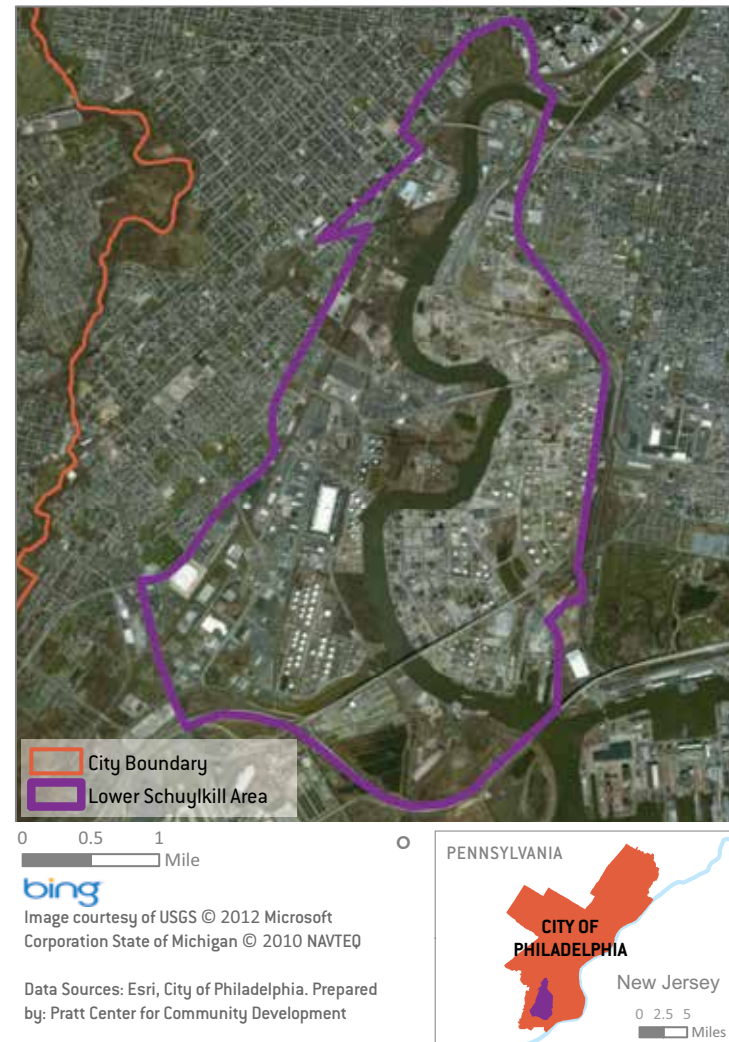 City Boundary
Lower Schuylkill Area
0 0.5 1
Mile
O
bing
Image courtesy of USGS © 2012 Microsoft
Corporation State of Michigan © 2010 NAVTEQ
Data Sources: Esri, City of Philadelphia. Prepared
by: Pratt Center for Community Development
PENNSYLVANIA
CITY OF
PHILADELPHIA
New Jersey
0 2.5 5
Miles